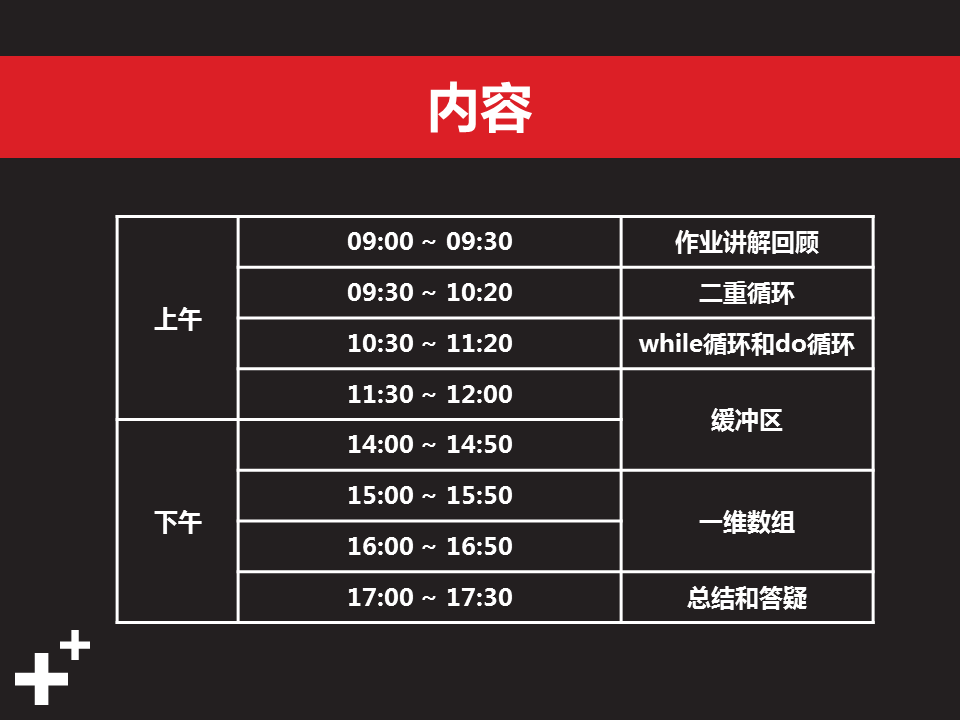 内容
上午
09:00 ~ 09:30
作业讲解回顾
09:30 ~ 10:20
二重循环
10:30 ~ 11:20
while循环和do循环
11:30 ~ 12:00
缓冲区
下午
14:00 ~ 14:50
15:00 ~ 15:50
一维数组
16:00 ~ 16:50
17:00 ~ 17:30
总结和答疑